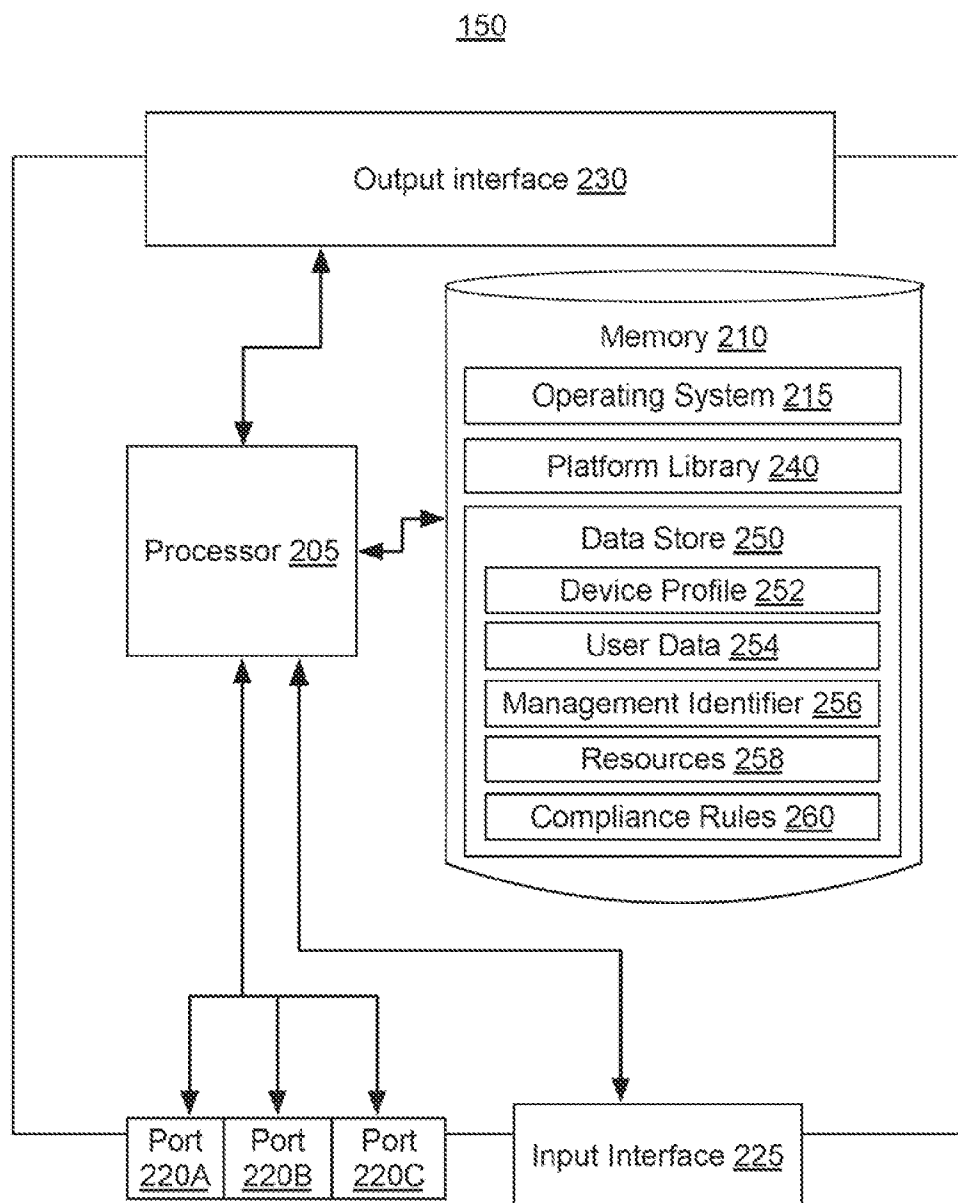 150
Output interface 230
Memory 210
Operating System 215
Platform Library 240
Data Store 250
Device Profile 252
User Data 254
Management Identifier 256
Resources 258
Compliance Rules 260
Processor 205
Port
220A
Port
220B
Port
220C
Input Interface 225